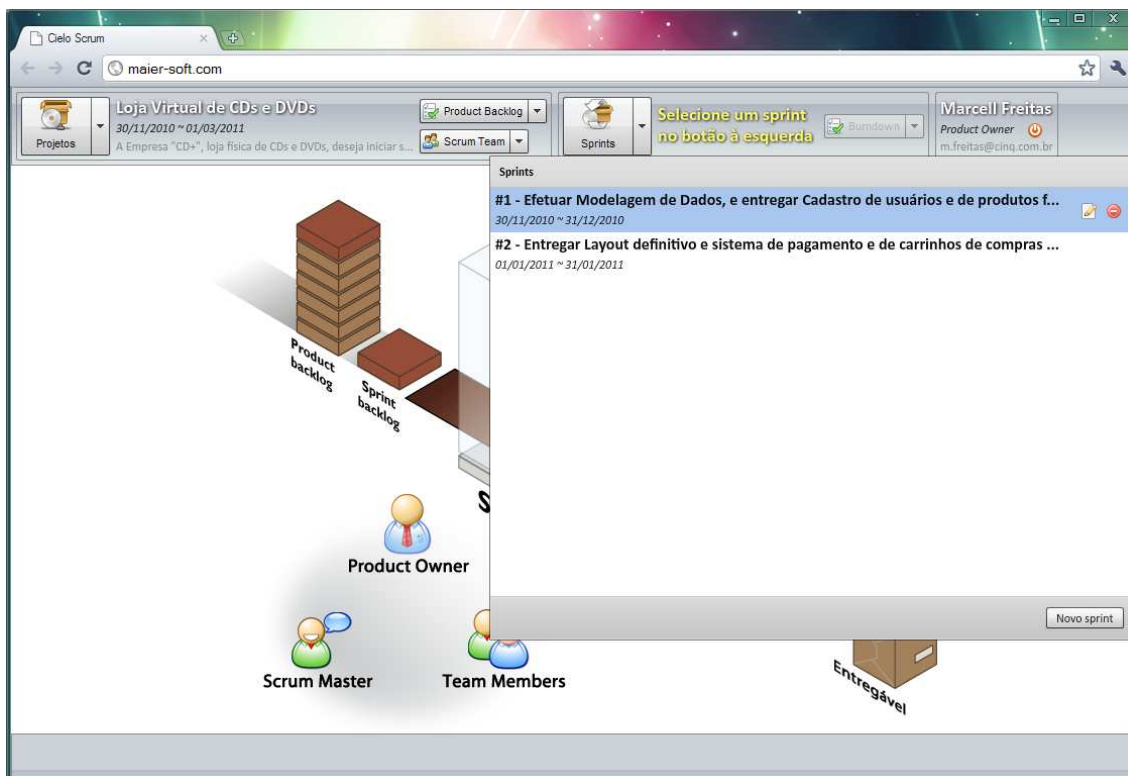 Cielo Scrum
maier-soft.com
Projetos
Loja Virtual de CDs e DVDs
30/11/2010 ~ 01/03/2011
A Empresa "CD+", loja física de CDs e DVDs, deseja iniciar s...
Product Backlog
Scrum Team
Sprints
Selecione um sprint
no botão à esquerda
Burndown
Marcell Freitas
Product Owner
m.freitas@cinq.com.br
Sprints
#1 - Efetuar Modelagem de Dados, e entregar Cadastro de usuários e de produtos f...
30/11/2010 ~ 31/12/2010
#2 - Entregar Layout definitivo e sistema de pagamento e de carrinhos de compras ...
01/01/2011 ~ 31/01/2011
Product
backlog
Sprint
backlog
S
Product Owner
Novo sprint
Scrum Master
Team Members
Entregável